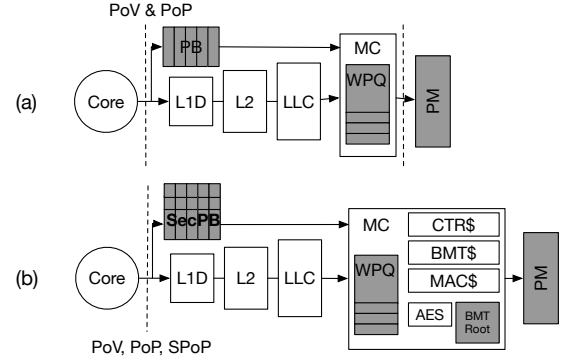 PoV & PoP
PB
MC
WPQ
(a)
Core
L1D
L2
LLC
PM
SecPB
MC
CTR$
BMT$
WPQ
MAC$
(b)
Core
L1D
L2
LLC
PM
AES
BMT
Root
PoV, PoP, SPoP